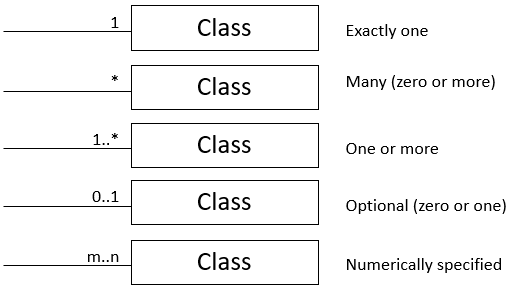 1 Class Exactly one
* Class Many (zero or more)
1..* Class One or more
0..1 Class Optional (zero or one)
m..n Class Numerically specified